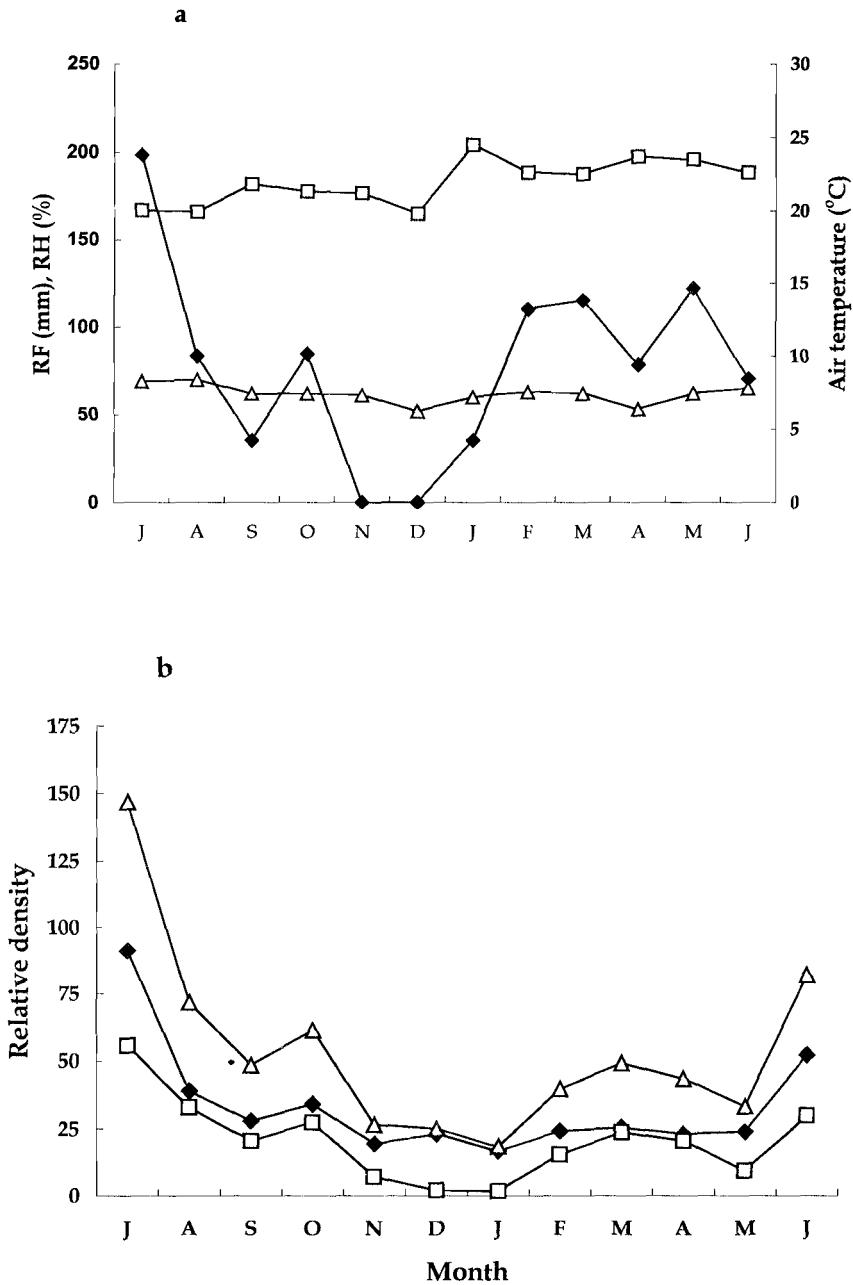 a
250
200
150
100
50
0
RF (mm), RH (%)
30
25
20
15
10
5
0
Air temperature (°C)
J A S O N D J F M A M J
b
175
150
125
100
75
50
25
0
Relative density
J A S O N D J F M A M J
Month